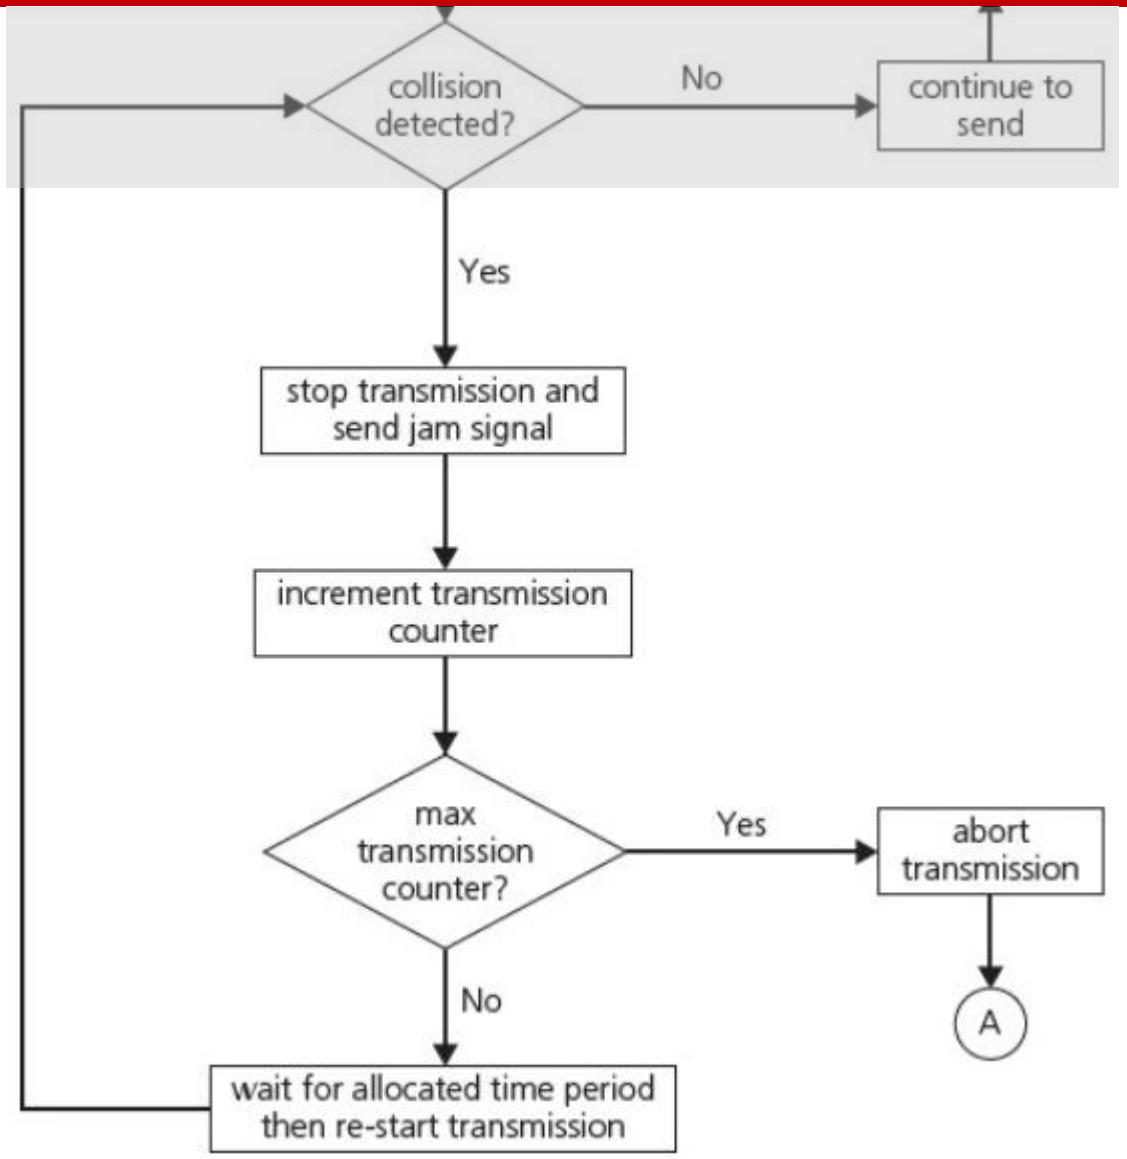 collision
detected?
No
continue to
send
Yes
stop transmission and
send jam signal
increment transmission
counter
max
transmission
counter?
Yes
abort
transmission
No
A
wait for allocated time period
then re-start transmission